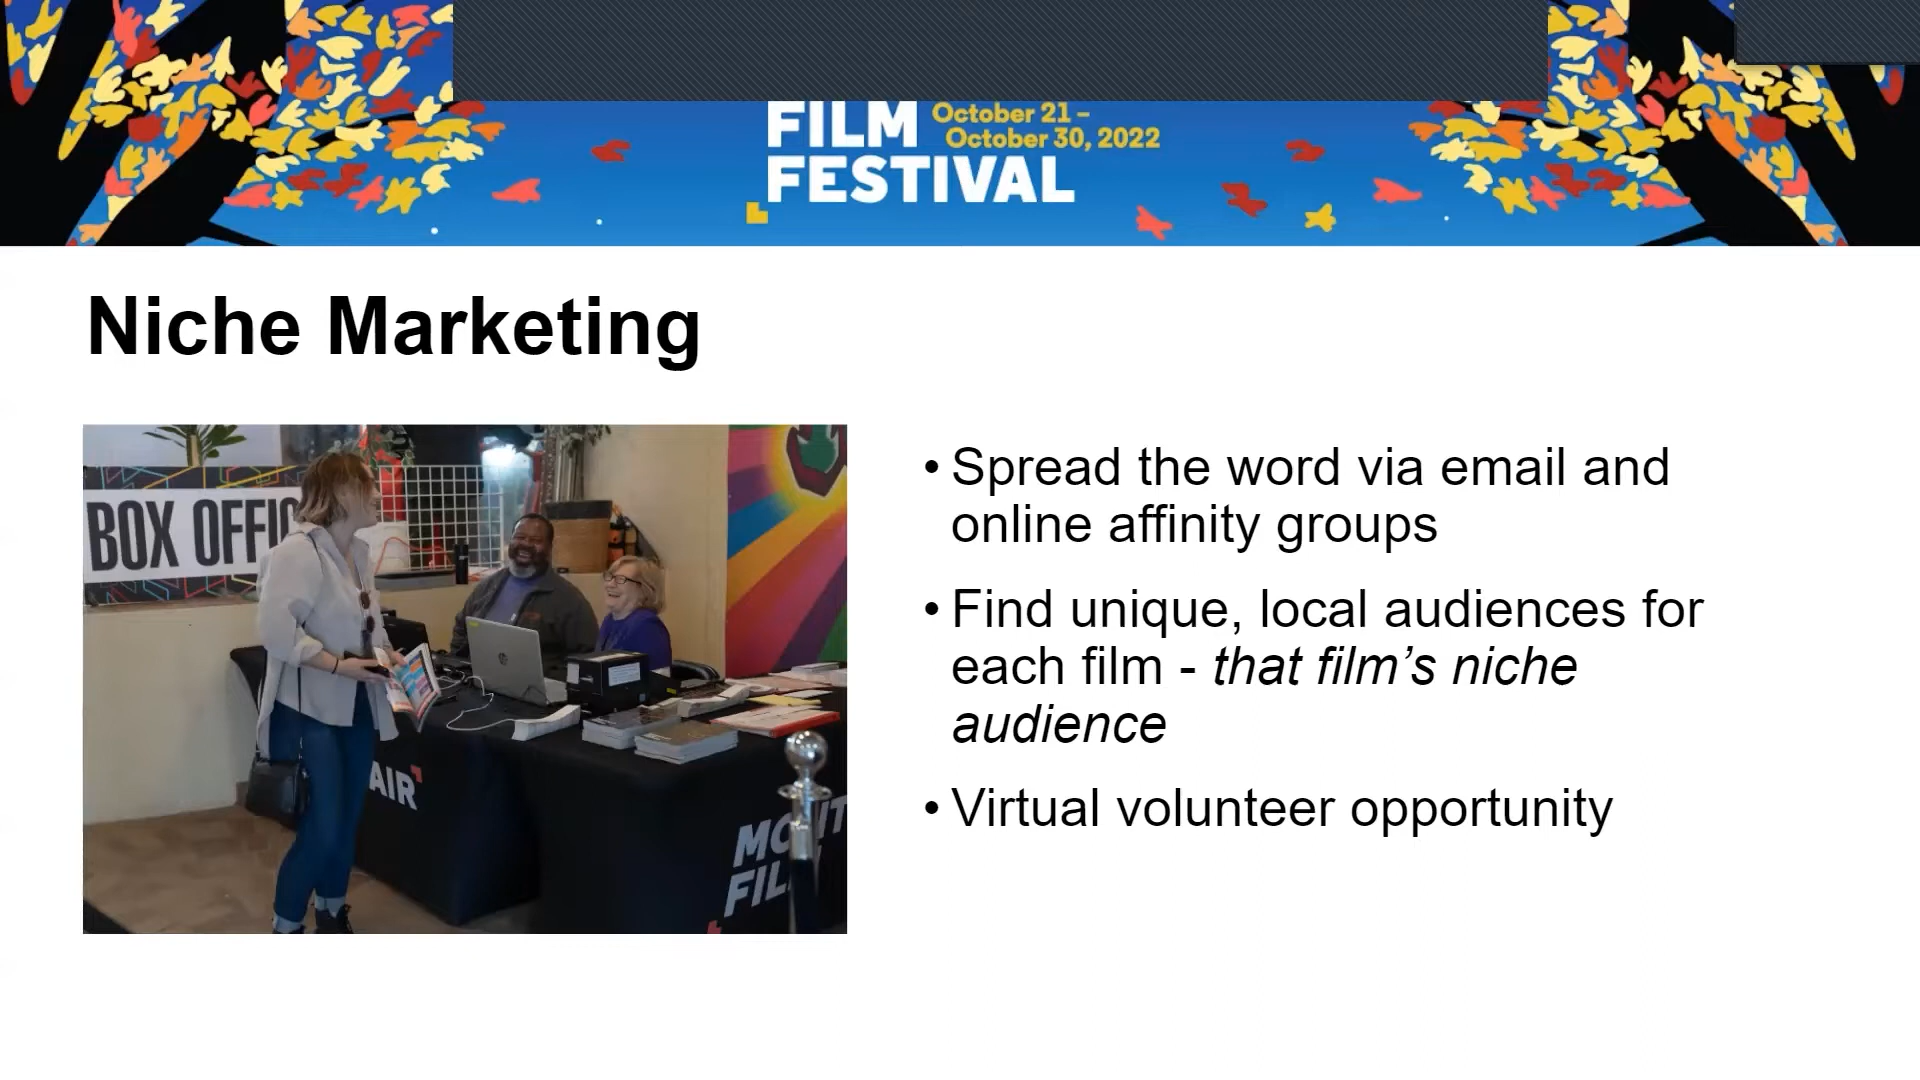 FILM
October 21 –
October 30, 2022
FESTIVAL
Niche Marketing
BOX OFFIC
AIR
FIL
• Spread the word via email and
online affinity groups
• Find unique, local audiences for
each film - that film’s niche
audience
• Virtual volunteer opportunity